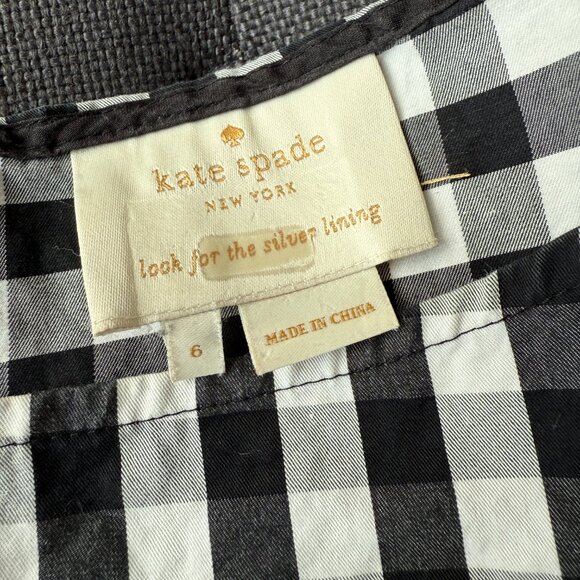 kate spade
NEW YORK
look for the silver lining
6
MADE IN CHINA